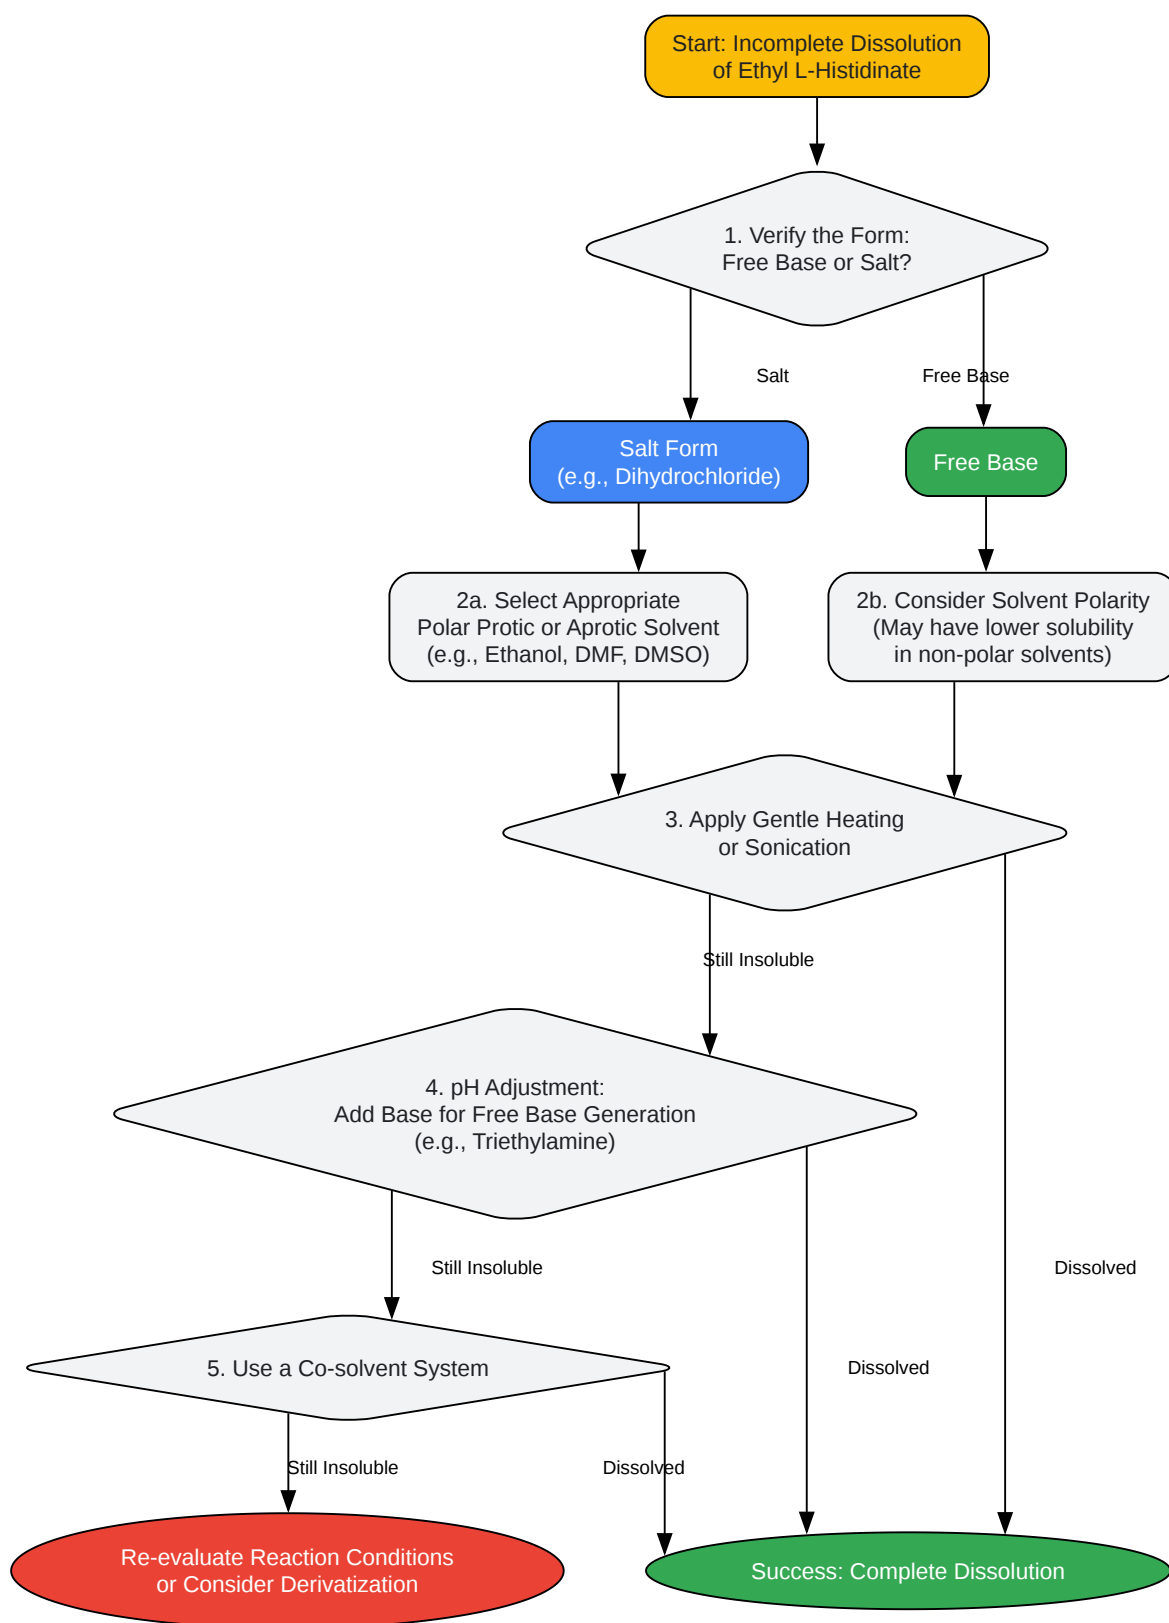 Start: Incomplete Dissolution
of Ethyl L-Histidinate
1. Verify the Form:
Free Base or Salt?
Salt
Free Base
Salt Form
(e.g., Dihydrochloride)
Free Base
2a. Select Appropriate
Polar Protic or Aprotic Solvent
(e.g., Ethanol, DMF, DMSO)
2b. Consider Solvent Polarity
(May have lower solubility
in non-polar solvents)
3. Apply Gentle Heating
or Sonication
Still Insoluble
4. pH Adjustment:
Add Base for Free Base Generation
(e.g., Triethylamine)
Still Insoluble
Dissolved
5. Use a Co-solvent System
Dissolved
Still Insoluble
Dissolved
Re-evaluate Reaction Conditions
or Consider Derivatization
Success: Complete Dissolution